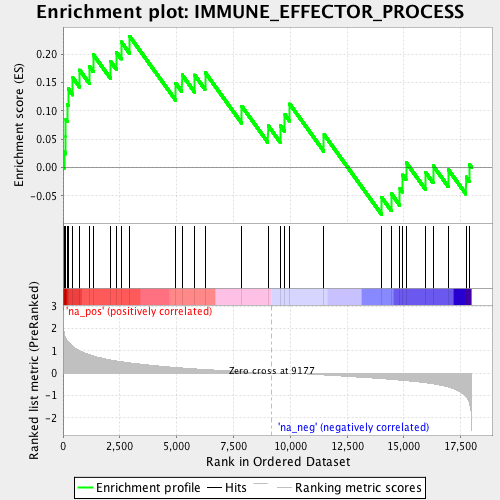 Enrichment plot: IMMUNE_EFFECTOR_PROCESS
Enrichment score (ES)
0.20
0.15
0.10
0.05
0.00
-0.05
'na_pos' (positively correlated)
Ranked list metric (PreRanked)
3
2
1
0
-1
-2
Zero cross at 9177
'na_neg' (negatively correlated)
0
2,500
5,000
7,500
10,000
12,500
15,000
17,500
Rank in Ordered Dataset
Enrichment profile
Hits
Ranking metric scores